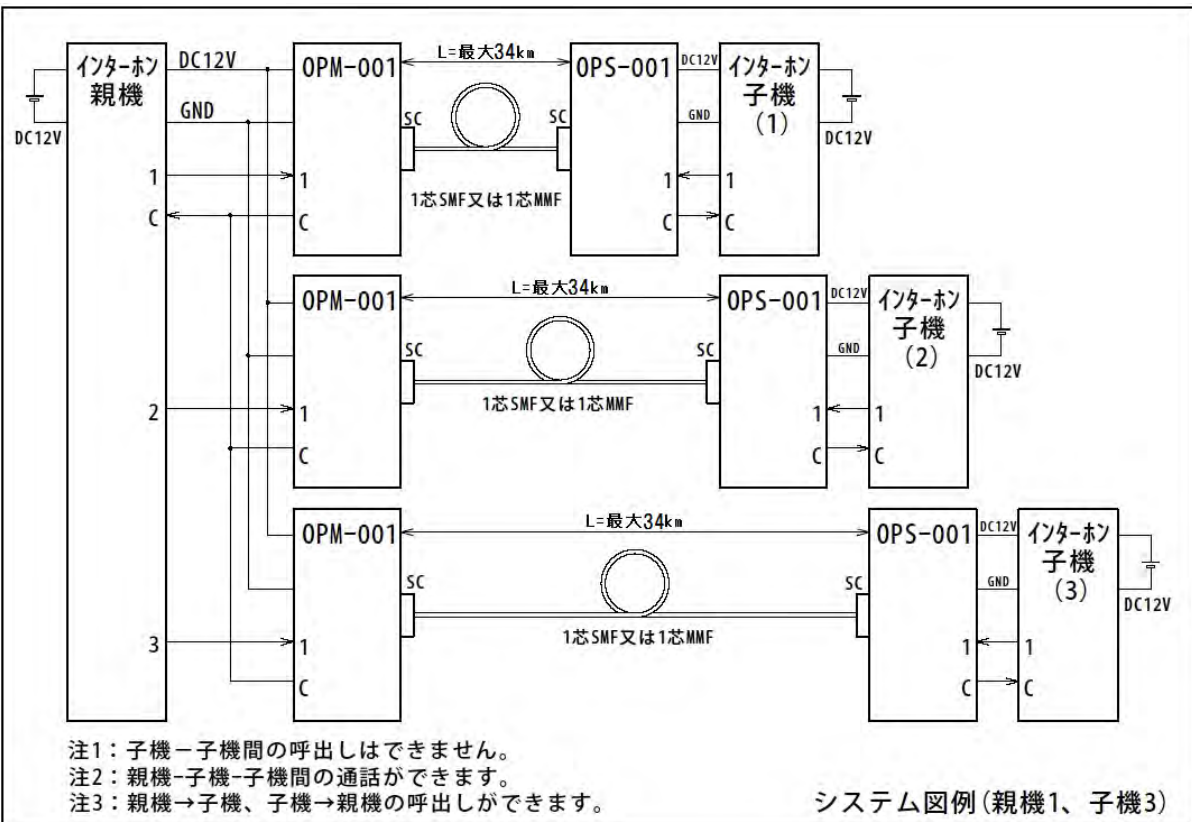 インターホン
親機
DC12V
DC12V
GND
1
C
2
3
OPM-001
L=最大34km
OPS-001
SC
SC
1
C
1芯SMF又は1芯MMF
1
C
DC12V
GND
インターホン
子機
(1)
1
C
DC12V
OPM-001
L=最大34km
OPS-001
SC
SC
1
C
1芯SMF又は1芯MMF
1
C
DC12V
GND
インターホン
子機
(2)
1
C
DC12V
OPM-001
L=最大34km
OPS-001
SC
SC
1
C
1芯SMF又は1芯MMF
1
C
DC12V
GND
インターホン
子機
(3)
1
C
DC12V
注1：子機－子機間の呼出しはできません。
注2：親機-子機-子機間の通話ができます。
注3：親機→子機、子機→親機の呼出しができます。
システム図例(親機1、子機3)